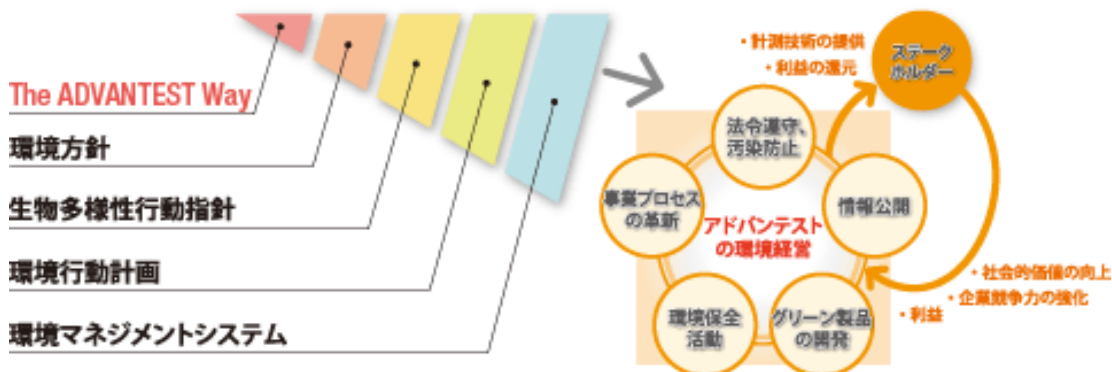 The ADVANTEST Way
環境方針
生物多様性行動指針
環境行動計画
環境マネジメントシステム
・計測技術の提供
・利益の還元
ステーク
ホルダー
法令遵守、
汚染防止
事業プロセス
の革新
情報公開
アドバンテスト
の環境経営
環境保全
活動
グリーン製品
の開発
・社会的価値の向上
・企業競争力の強化
・利益